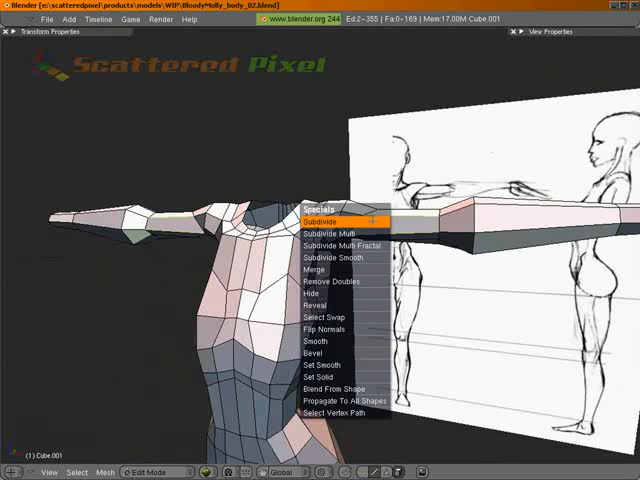 Blender [e:\scatteredpixel\products\models\WIP\BloodyMolly_body_02.blend]
File Add Timeline Game Render Help
www.blender.org 244 Ed:2-355 | Fa:0-169 | Mem:17.00M Cube.001
Transform Properties
View Properties
Scattered Pixel
Specials
Subdivide
Subdivide Multi
Subdivide Multi Fractal
Subdivide Smooth
Merge
Remove Doubles
Hide
Reveal
Select Swap
Flip Normals
Smooth
Bevel
Set Smooth
Set Solid
Blend From Shape
Propagate To All Shapes
Select Vertex Path
(1) Cube.001
View Select Mesh Edit Mode Global